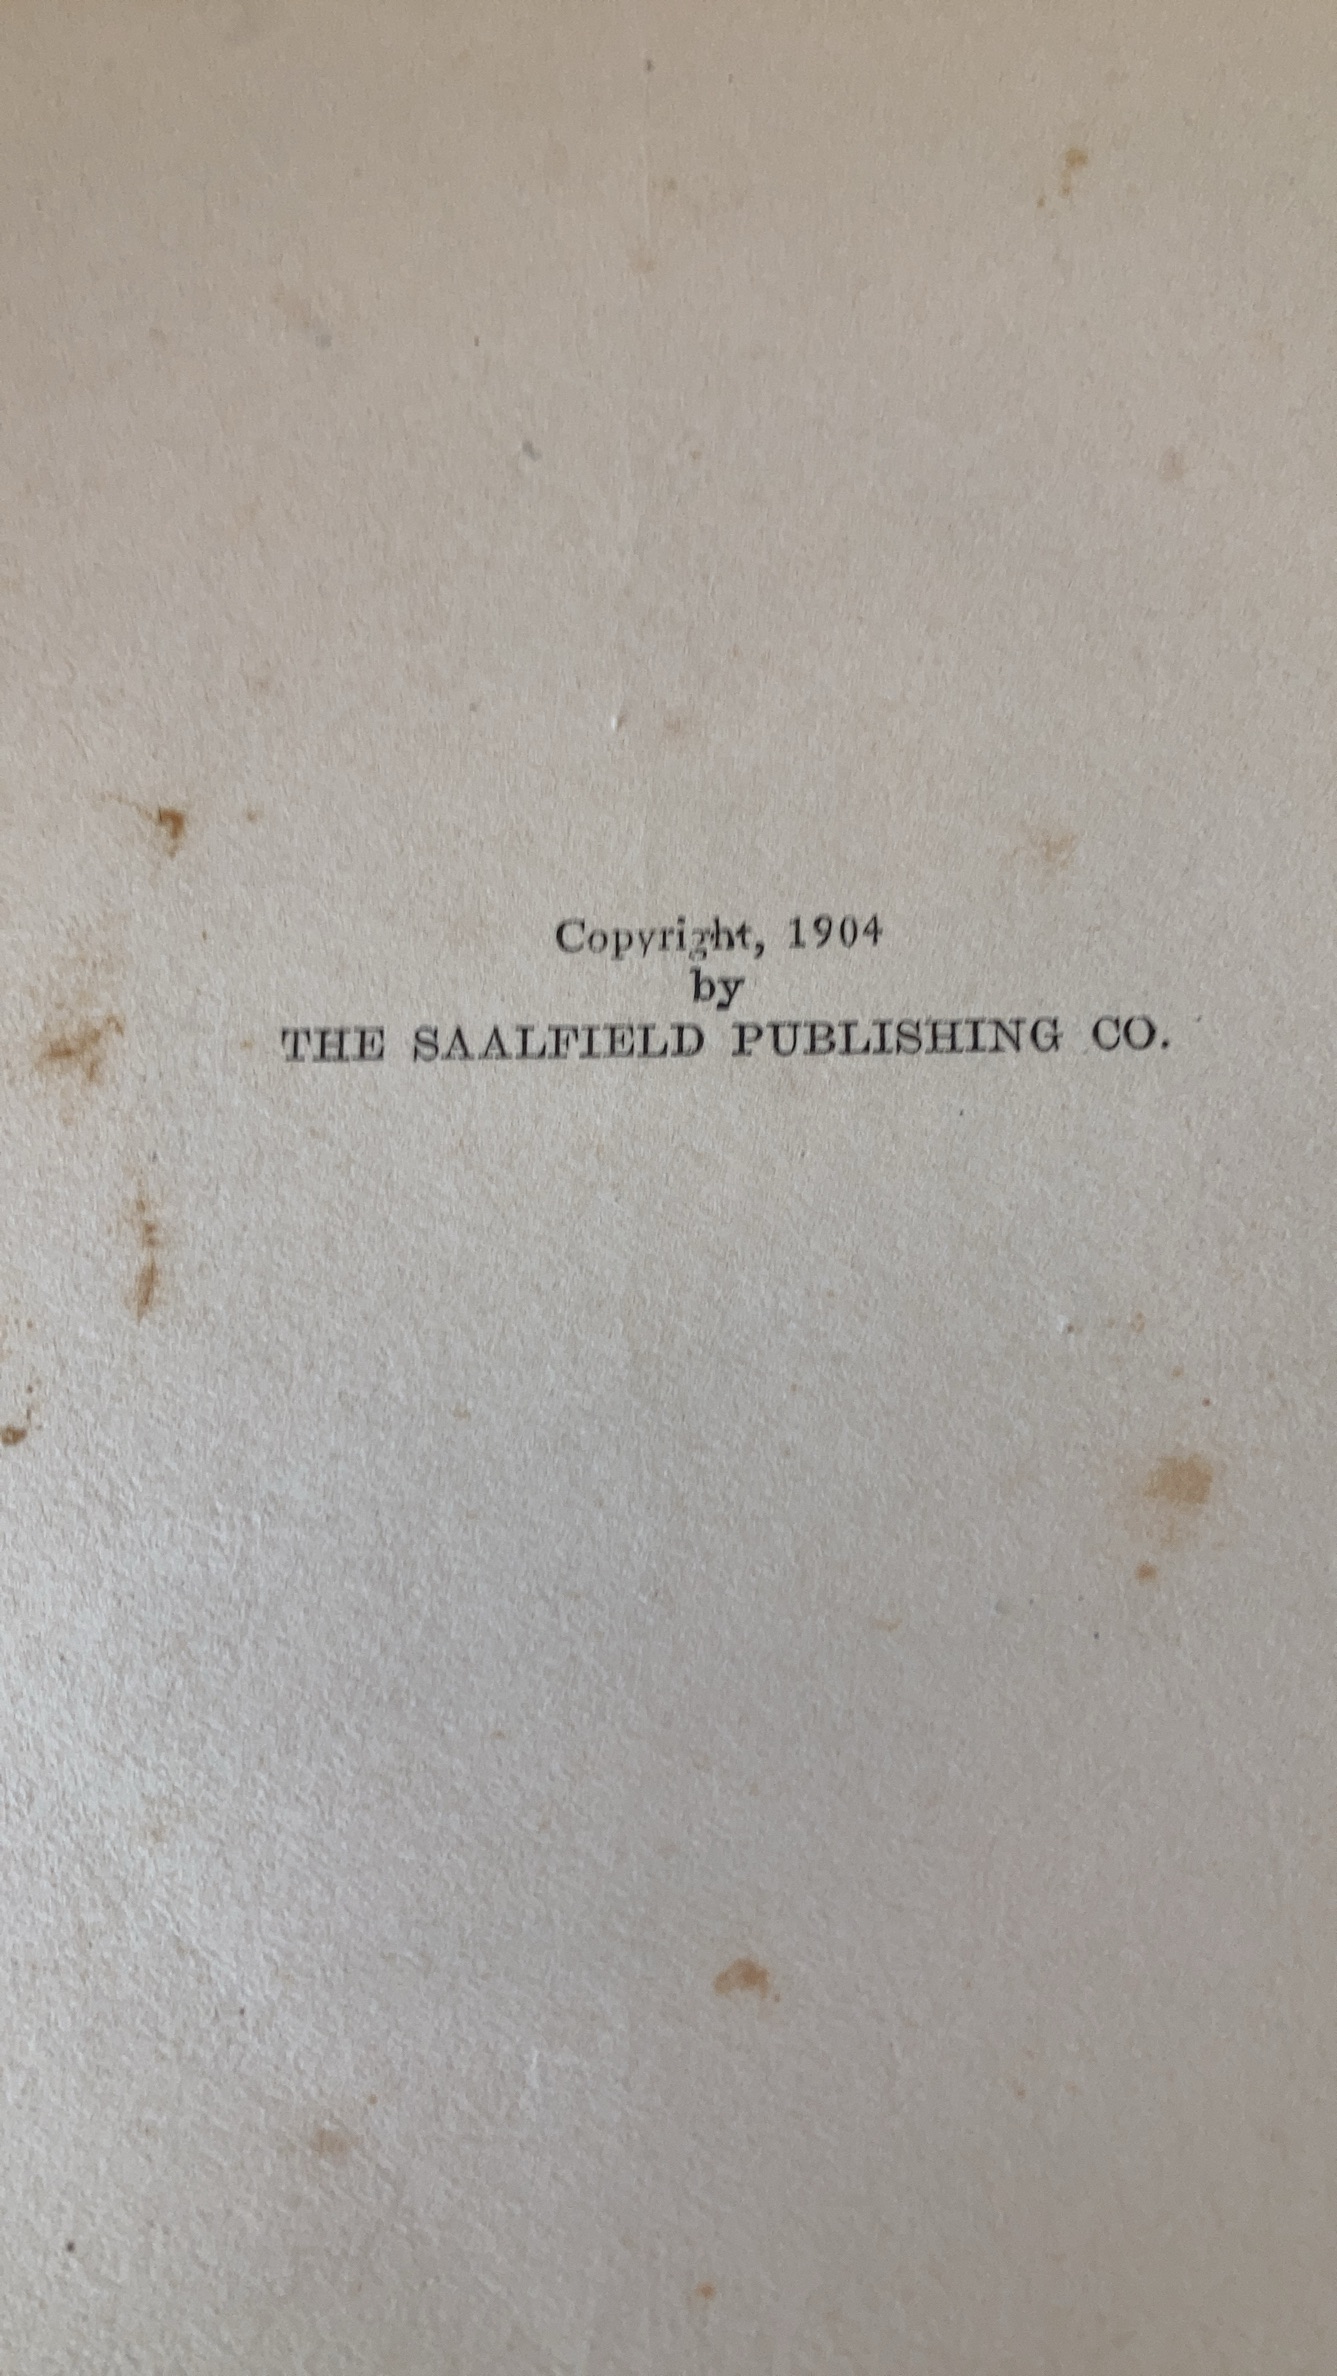 Copyright, 1904
by
THE SAALFIELD PUBLISHING CO.